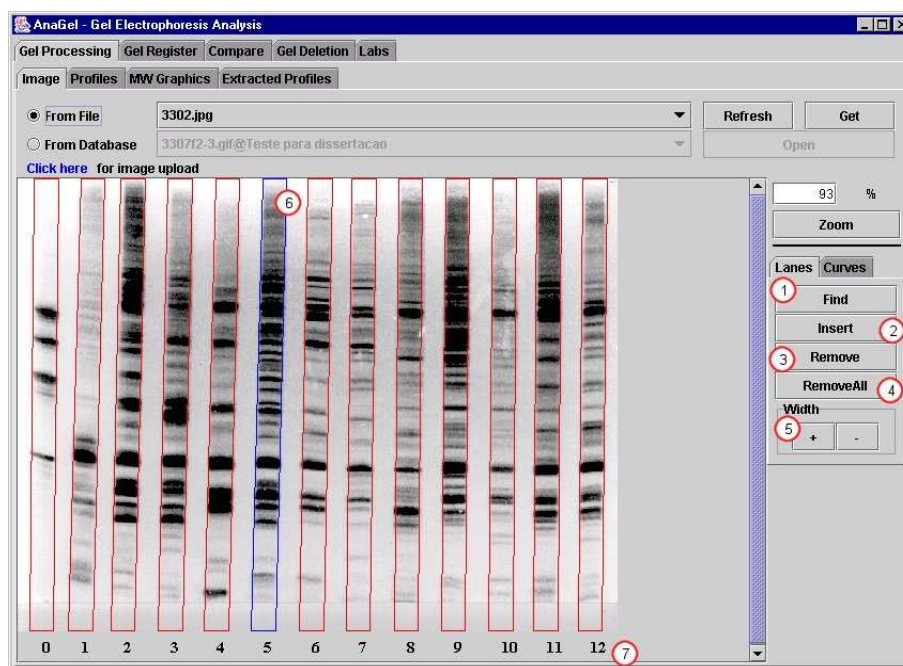 AnaGel - Gel Electrophoresis Analysis
Gel Processing Gel Register Compare Gel Deletion Labs
Image Profiles MW Graphics Extracted Profiles
From File 3302.jpg Refresh Get
From Database 3307f2-3.gif@Teste para dissertacao Open
Click here for image upload
6
93 %
Zoom
Lanes Curves
1 Find
Insert 2
3 Remove
RemoveAll 4
Width
5 + -
0 1 2 3 4 5 6 7 8 9 10 11 12 7